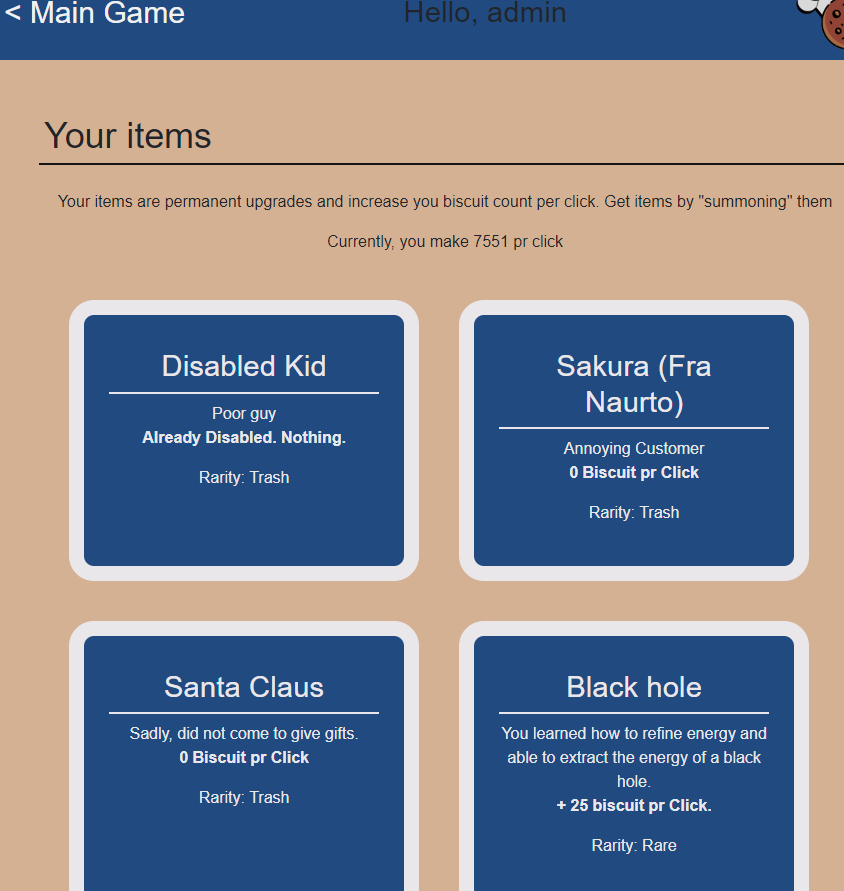 < Main Game
Hello, admin
Your items
Your items are permanent upgrades and increase you biscuit count per click. Get items by "summoning" them
Currently, you make 7551 pr click
Disabled Kid
Poor guy
Already Disabled. Nothing.
Rarity: Trash
Sakura (Fra
Naurto)
Annoying Customer
0 Biscuit pr Click
Rarity: Trash
Santa Claus
Sadly, did not come to give gifts.
0 Biscuit pr Click
Rarity: Trash
Black hole
You learned how to refine energy and
able to extract the energy of a black
hole.
+ 25 biscuit pr Click.
Rarity: Rare